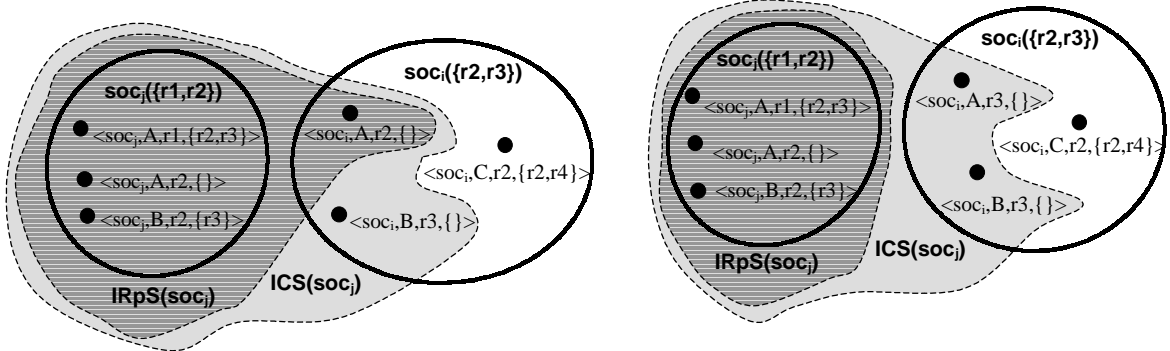 soci({r2,r3})
socj({r1,r2})
<soci,A,r2,{}>
<socj,A,r1,{r2,r3}>
<soci,C,r2,{r2,r4}>
<socj,A,r2,{}>
<socj,B,r2,{r3}>
<soci,B,r3,{}>
IRpS(socj)
ICS(socj)
soci({r2,r3})
socj({r1,r2})
<socj,A,r1,{r2,r3}>
<soci,A,r3,{}>
<socj,A,r2,{}>
<soci,C,r2,{r2,r4}>
<socj,B,r2,{r3}>
<soci,B,r3,{}>
IRpS(socj)
ICS(socj)